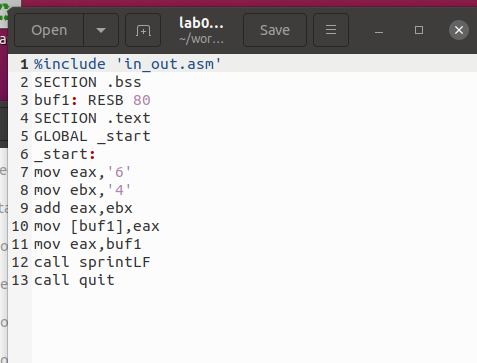 Open
lab0...
~/wor...
Save
1 %include 'in_out.asm'
2 SECTION .bss
3 buf1: RESB 80
4 SECTION .text
5 GLOBAL _start
6 _start:
7 mov eax,'6'
8 mov ebx,'4'
9 add eax,ebx
10 mov [buf1],eax
11 mov eax,buf1
12 call sprintLF
13 call quit